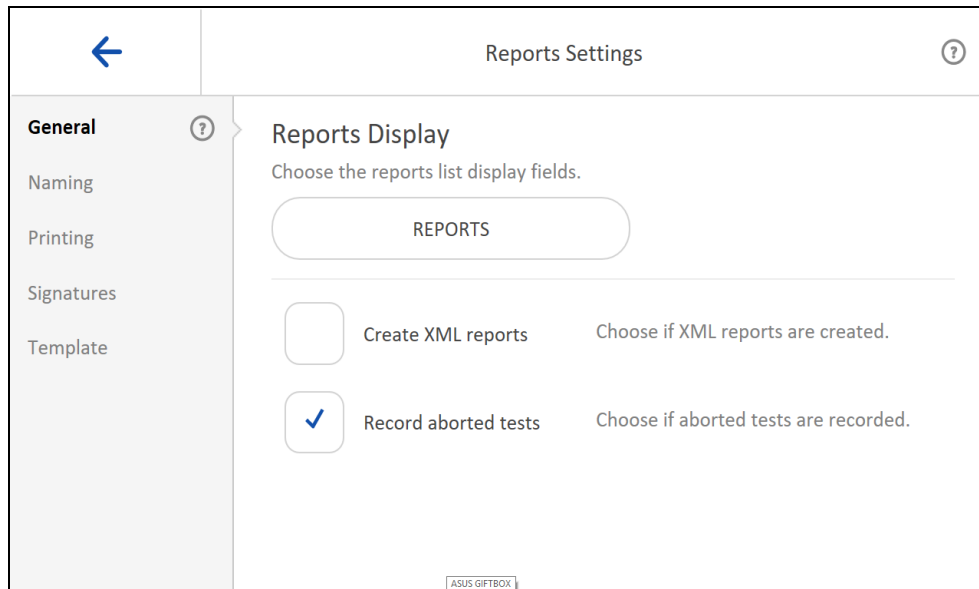 Reports Settings
?
General
?
Naming
Printing
Signatures
Template
Reports Display
Choose the reports list display fields.
REPORTS
Create XML reports Choose if XML reports are created.
Record aborted tests Choose if aborted tests are recorded.
ASUS GIFTBOX